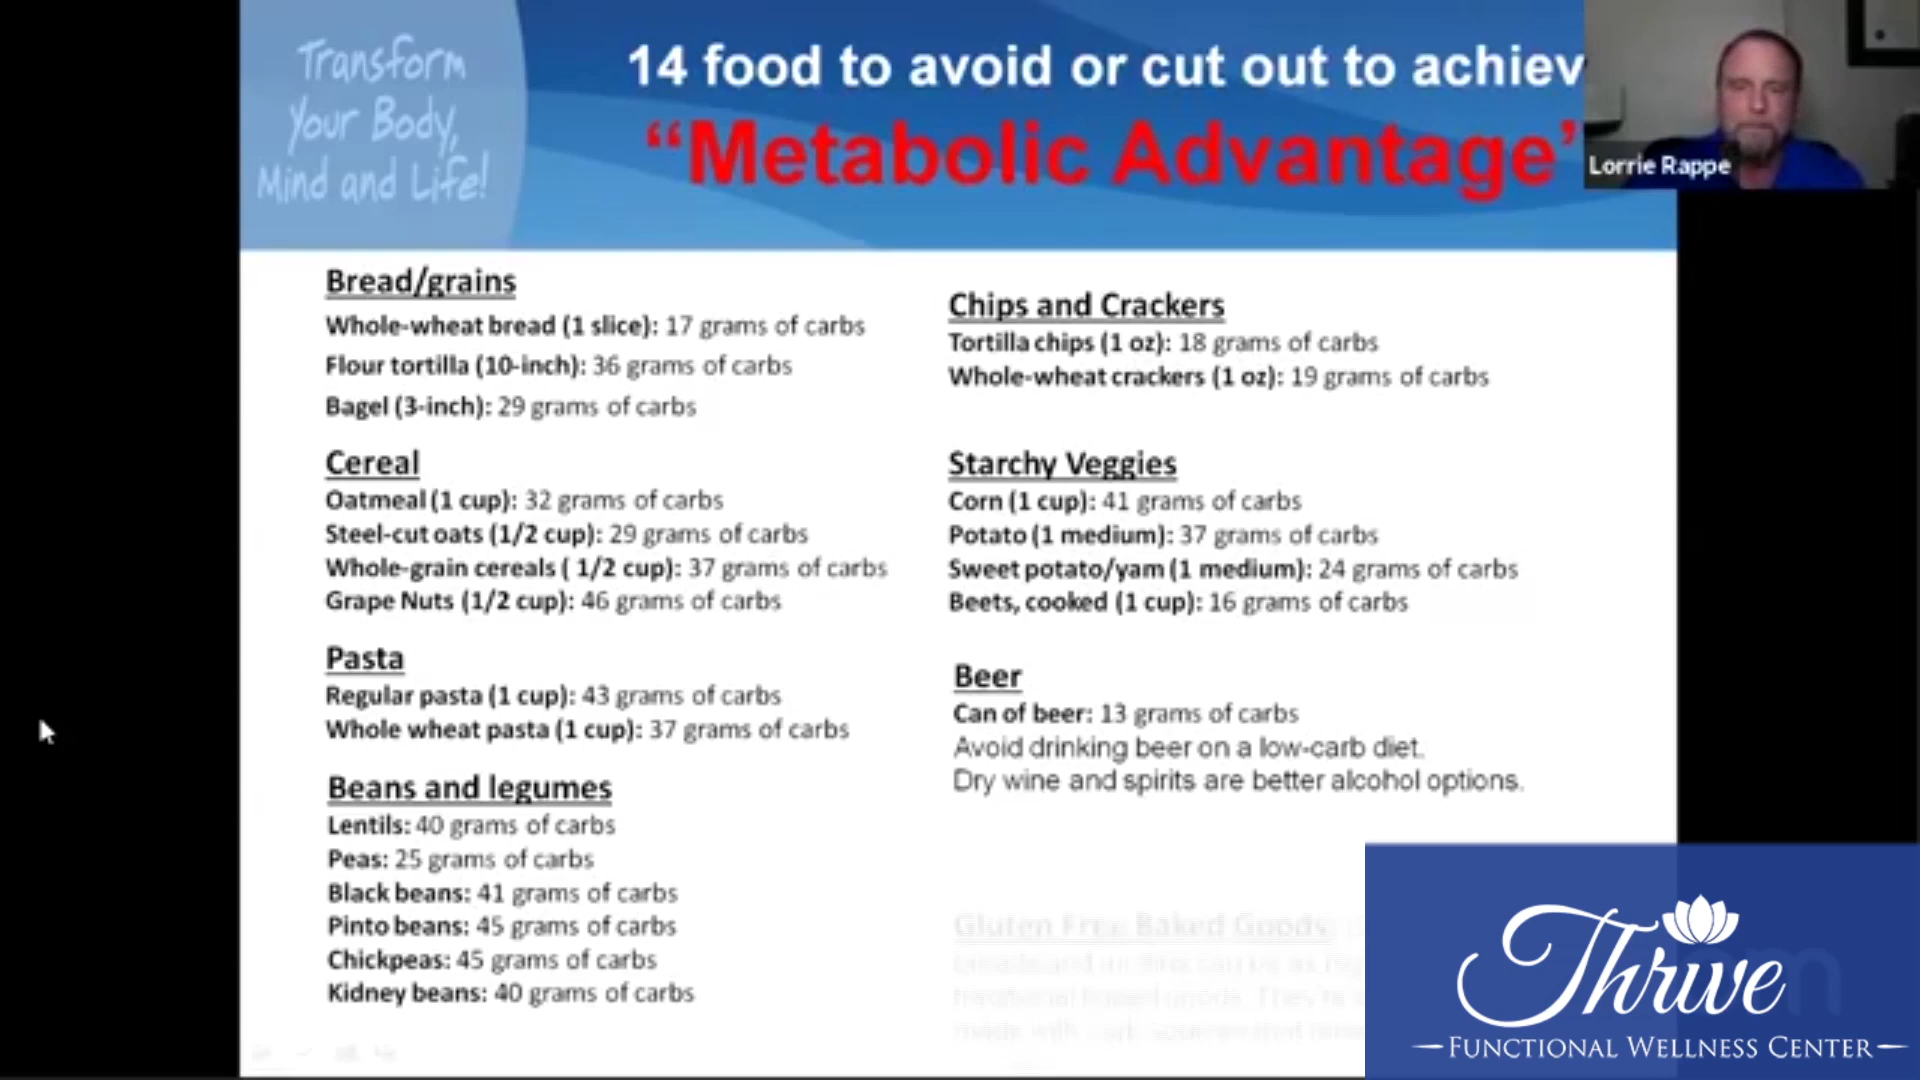 Transform
Your Body,
Mind and Life!
14 food to avoid or cut out to achiev
“Metabolic Advantage"
Lorrie Rappe
Bread/grains
Whole-wheat bread (1 slice): 17 grams of carbs
Flour tortilla (10-inch): 36 grams of carbs
Bagel (3-inch): 29 grams of carbs
Cereal
Oatmeal (1 cup): 32 grams of carbs
Steel-cut oats (1/2 cup): 29 grams of carbs
Whole-grain cereals ( 1/2 cup): 37 grams of carbs
Grape Nuts (1/2 cup): 46 grams of carbs
Pasta
Regular pasta (1 cup): 43 grams of carbs
Whole wheat pasta (1 cup): 37 grams of carbs
Beans and legumes
Lentils: 40 grams of carbs
Peas: 25 grams of carbs
Black beans: 41 grams of carbs
Pinto beans: 45 grams of carbs
Chickpeas: 45 grams of carbs
Kidney beans: 40 grams of carbs
Chips and Crackers
Tortilla chips (1 oz): 18 grams of carbs
Whole-wheat crackers (1 oz): 19 grams of carbs
Starchy Veggies
Corn (1 cup): 41 grams of carbs
Potato (1 medium): 37 grams of carbs
Sweet potato/yam (1 medium): 24 grams of carbs
Beets, cooked (1 cup): 16 grams of carbs
Beer
Can of beer: 13 grams of carbs
Avoid drinking beer on a low-carb diet.
Dry wine and spirits are better alcohol options.
Gluten Free Baked Goods:
Thrive
FUNCTIONAL WELLNESS CENTER